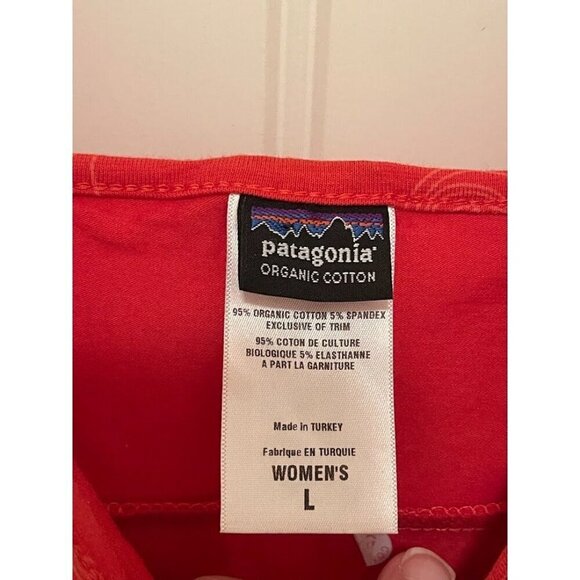 patagonia®
ORGANIC COTTON
95% ORGANIC COTTON 5% SPANDEX
EXCLUSIVE OF TRIM
95% COTON DE CULTURE
BIOLOGIQUE 5% ELASTHANNE
A PART LA GARNITURE
Made in TURKEY
Fabrique EN TURQUIE
WOMEN'S
L